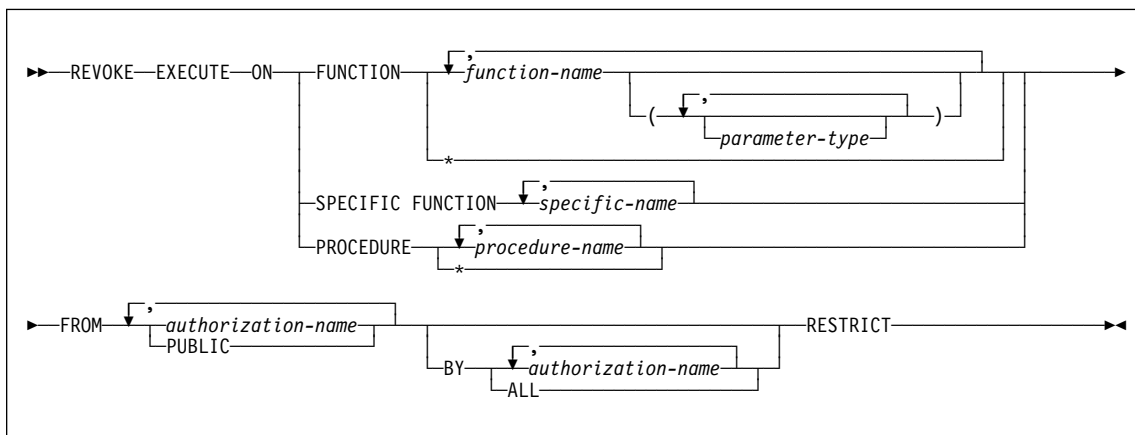 ,
REVOKE EXECUTE ON FUNCTION function-name
,
( )
parameter-type
*
,
SPECIFIC FUNCTION specific-name
,
PROCEDURE procedure-name
*
, 
FROM authorization-name RESTRICT
PUBLIC ,
BY authorization-name
ALL